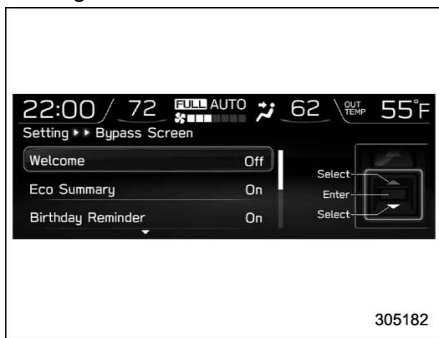 22:00 / 72 FULL AUTO 62 OUT TEMP 55°F
Setting ▸▸ Bypass Screen
Welcome Off
Eco Summary On
Birthday Reminder On
Select
Enter
Select
305182